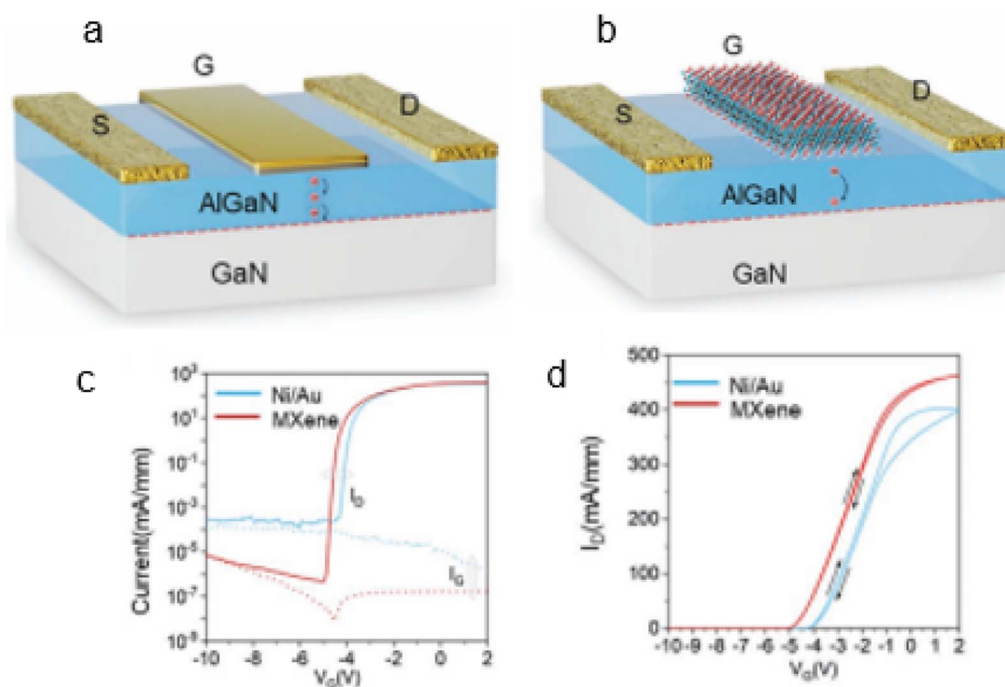 a
G
S
D
AlGaN
GaN
b
G
S
D
AlGaN
GaN
c
Current(mA/mm)
10³
10¹
10⁻¹
10⁻³
10⁻⁵
10⁻⁷
10⁻⁹
Ni/Au
MXene
I_D
I_G
-10 -8 -6 -4 -2 0 2
V_G(V)
d
I_D(mA/mm)
500
400
300
200
100
0
Ni/Au
MXene
-10 -9 -8 -7 -6 -5 -4 -3 -2 -1 0 1 2
V_G(V)